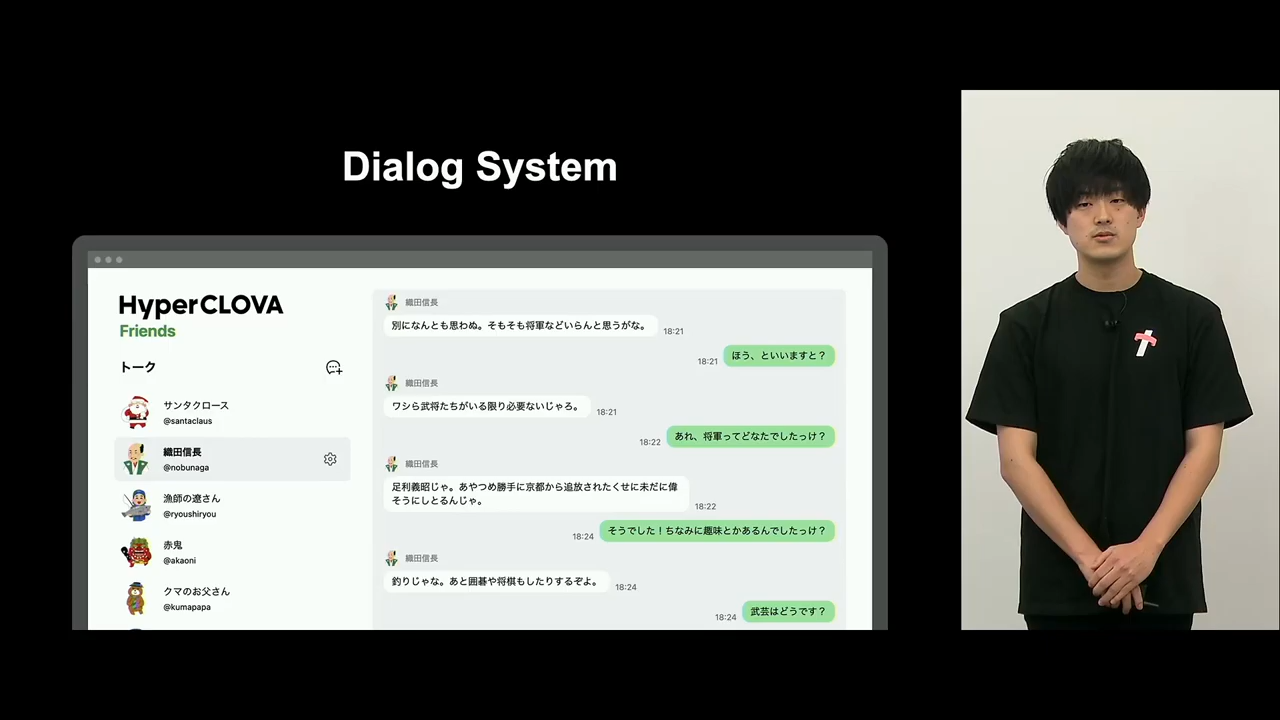 Dialog System
HyperCLOVA
Friends
トーク
サンタクロース
@santaclaus
織田信長
@nobunaga
漁師の遼さん
@ryoushiryou
赤鬼
@akaoni
クマのお父さん
@kumapapa
織田信長
別になんとも思わぬ。そもそも将軍などいらんと思うがな。
18:21
ほう、といいますと？
18:21
織田信長
ワシら武将たちがいる限り必要ないじゃろ。
18:21
あれ、将軍ってどなたでしたっけ？
18:22
織田信長
足利義昭じゃ。あやつめ勝手に京都から追放されたくせに未だに偉
そうにしとるんじゃ。
18:22
そうでした！ちなみに趣味とかあるんでしたっけ？
18:24
織田信長
釣りじゃな。あと囲碁や将棋もしたりするぞよ。
18:24
武芸はどうです？
18:24